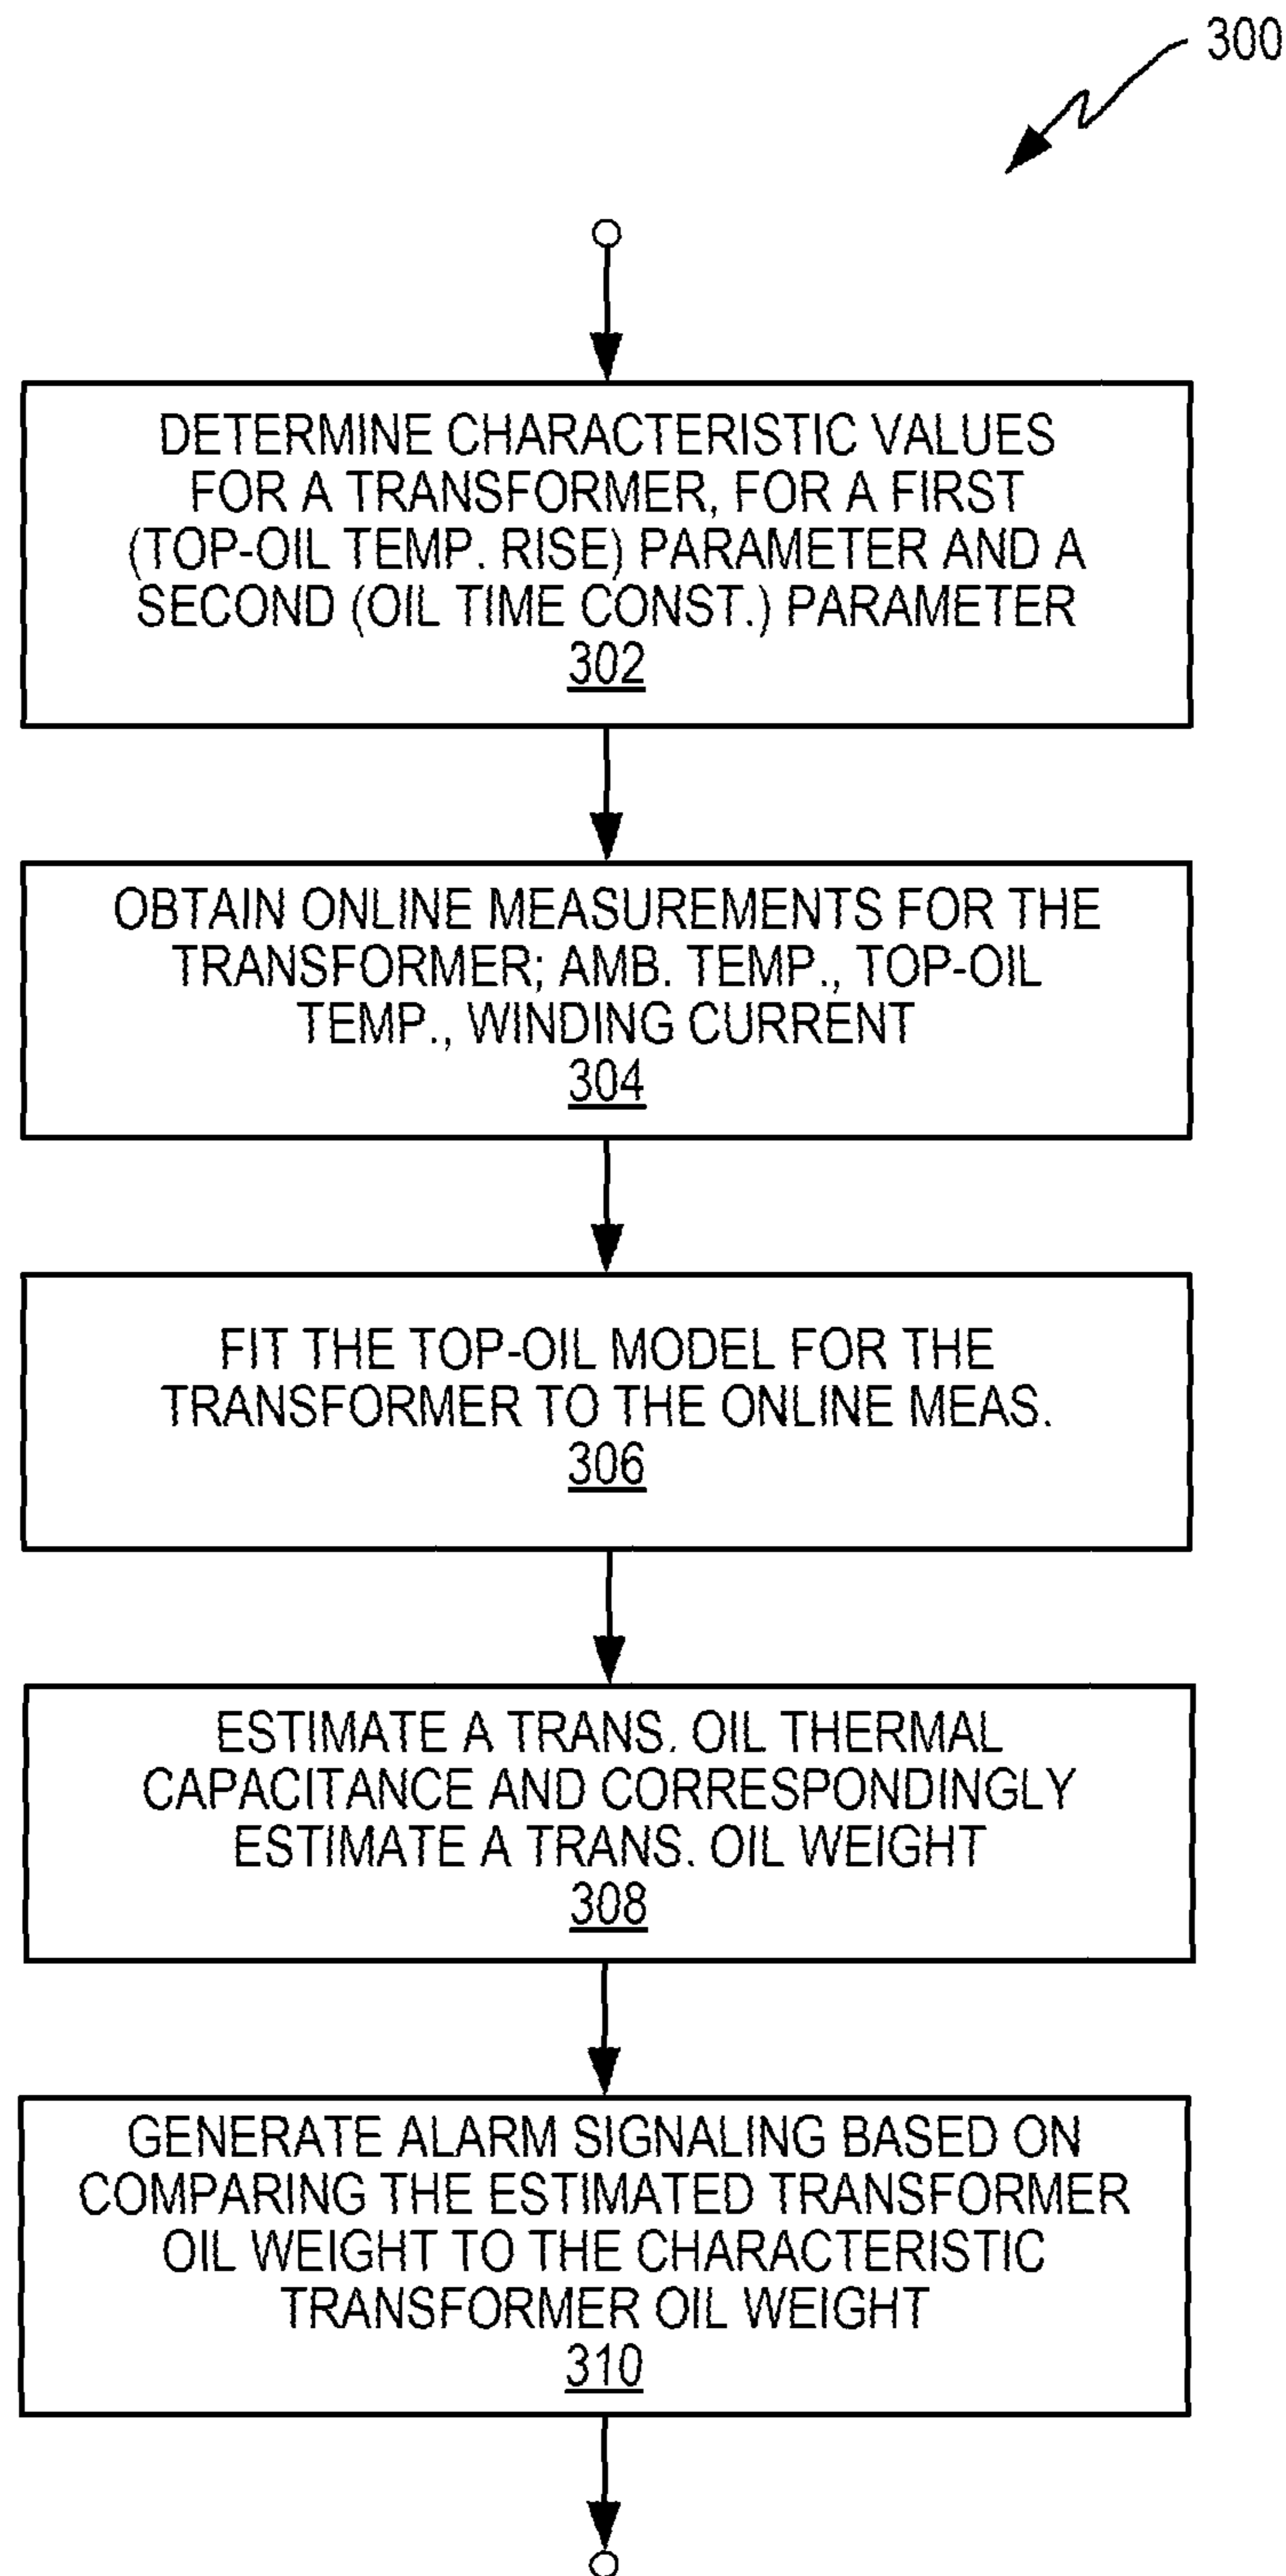 300
DETERMINE CHARACTERISTIC VALUES
FOR A TRANSFORMER, FOR A FIRST
(TOP-OIL TEMP. RISE) PARAMETER AND A
SECOND (OIL TIME CONST.) PARAMETER
302
OBTAIN ONLINE MEASUREMENTS FOR THE
TRANSFORMER; AMB. TEMP., TOP-OIL
TEMP., WINDING CURRENT
304
FIT THE TOP-OIL MODEL FOR THE
TRANSFORMER TO THE ONLINE MEAS.
306
ESTIMATE A TRANS. OIL THERMAL
CAPACITANCE AND CORRESPONDINGLY
ESTIMATE A TRANS. OIL WEIGHT
308
GENERATE ALARM SIGNALING BASED ON
COMPARING THE ESTIMATED TRANSFORMER
OIL WEIGHT TO THE CHARACTERISTIC
TRANSFORMER OIL WEIGHT
310